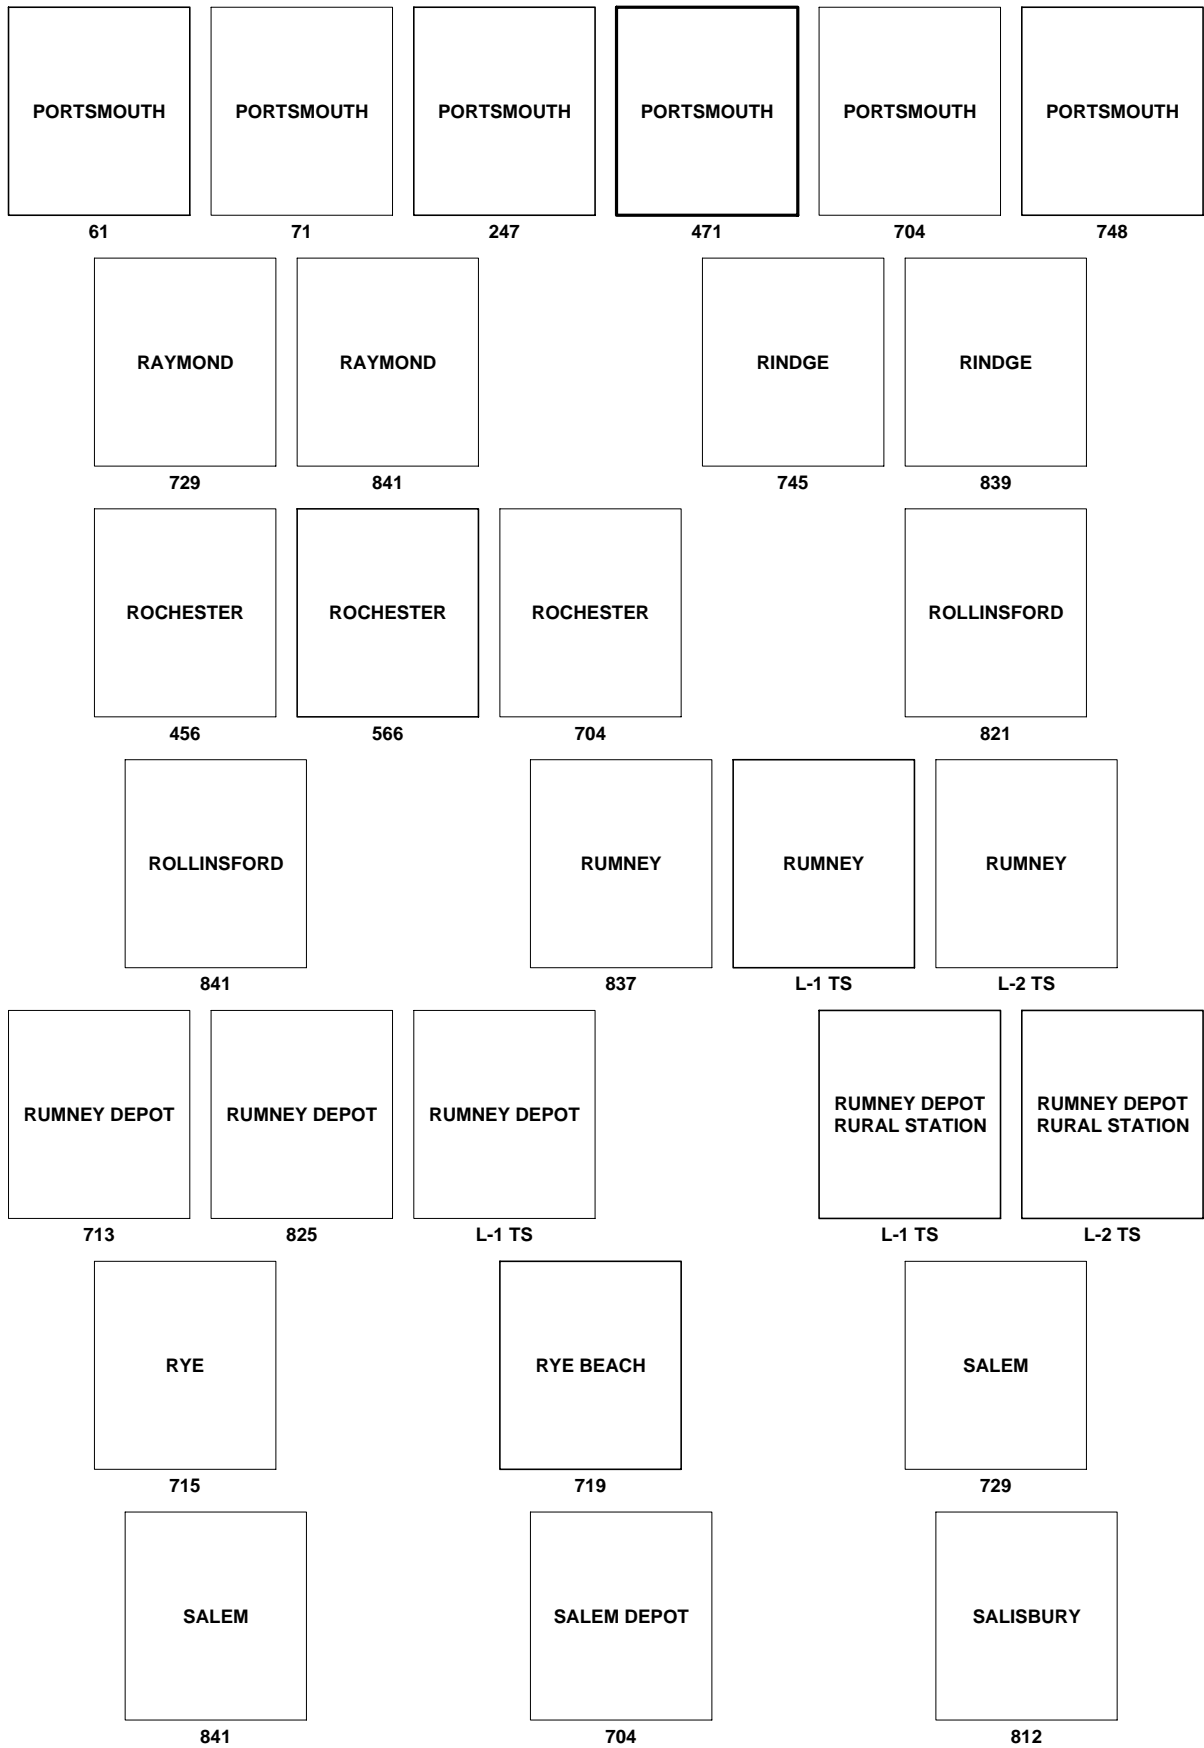 PORTSMOUTH PORTSMOUTH PORTSMOUTH PORTSMOUTH PORTSMOUTH PORTSMOUTH
61 71 247 471 704 748
RAYMOND RAYMOND RINDGE RINDGE
729 841 745 839
ROCHESTER ROCHESTER ROCHESTER ROLLINSFORD
456 566 704 821
ROLLINSFORD RUMNEY RUMNEY RUMNEY
841 837 L-1 TS L-2 TS
RUMNEY DEPOT RUMNEY DEPOT RUMNEY DEPOT RUMNEY DEPOT RUMNEY DEPOT
RURAL STATION RURAL STATION
713 825 L-1 TS L-1 TS L-2 TS
RYE RYE BEACH SALEM
715 719 729
SALEM SALEM DEPOT SALISBURY
841 704 812